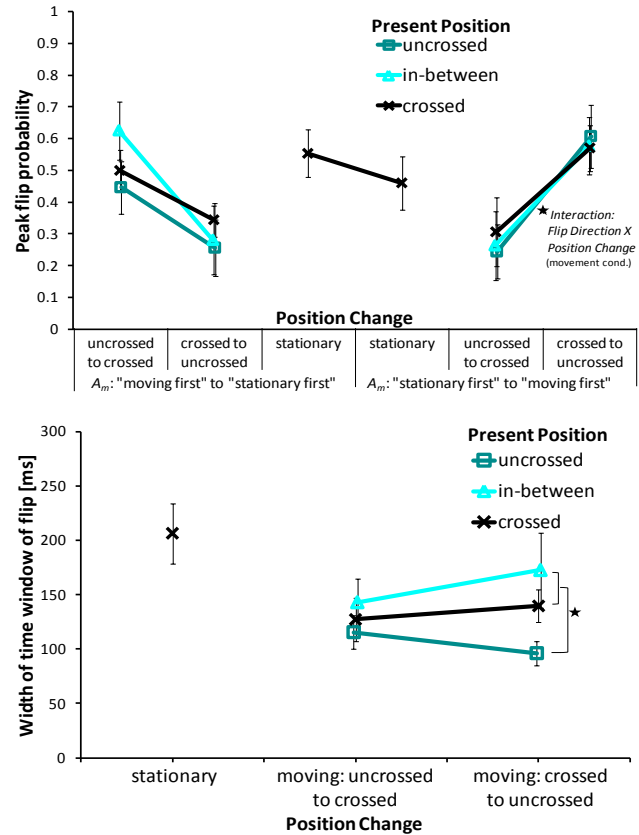 Present Position
uncrossed
in-between
crossed
Peak flip probability
1
0.9
0.8
0.7
0.6
0.5
0.4
0.3
0.2
0.1
0
★ Interaction:
Flip Direction X
Position Change
(movement cond.)
Position Change
uncrossed to crossed
crossed to uncrossed
stationary
stationary
uncrossed to crossed
crossed to uncrossed
Am: "moving first" to "stationary first"
Am: "stationary first" to "moving first"
Present Position
uncrossed
in-between
crossed
Width of time window of flip [ms]
300
250
200
150
100
50
0
★
stationary
moving: uncrossed to crossed
moving: crossed to uncrossed
Position Change